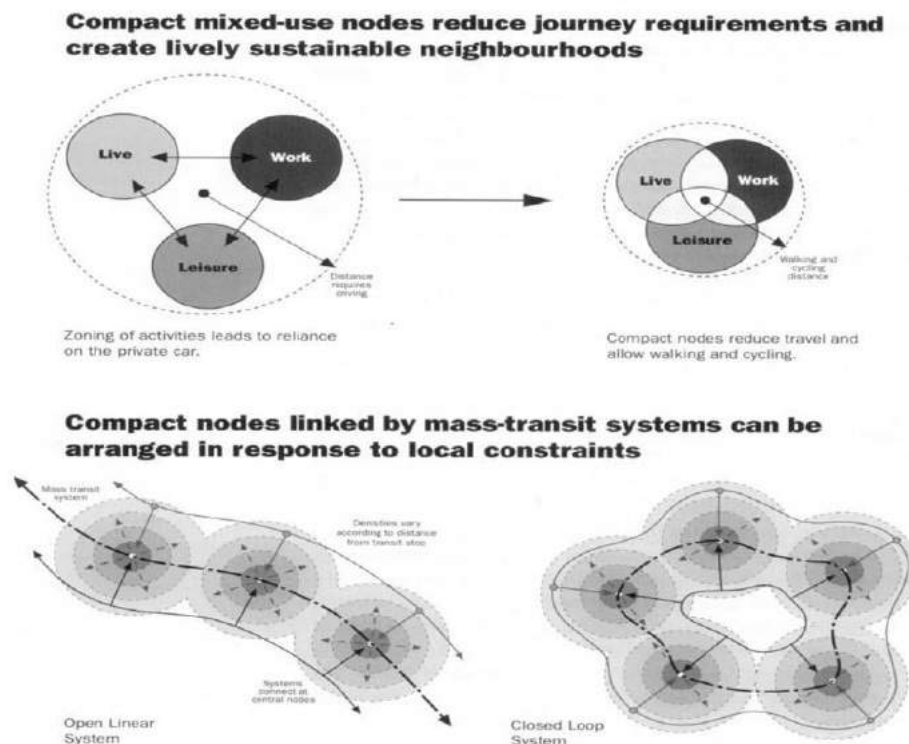 Compact mixed-use nodes reduce journey requirements and
create lively sustainable neighbourhoods
Live
Work
Leisure
Distance
requires
driving
Zoning of activities leads to reliance
on the private car.
Live
Work
Leisure
Walking and
cycling
distance
Compact nodes reduce travel and
allow walking and cycling.
Compact nodes linked by mass-transit systems can be
arranged in response to local constraints
Mass transit
system
Densities vary
according to distance
from transit stop
Systems
connect at
central nodes
Open Linear
System
Closed Loop
System